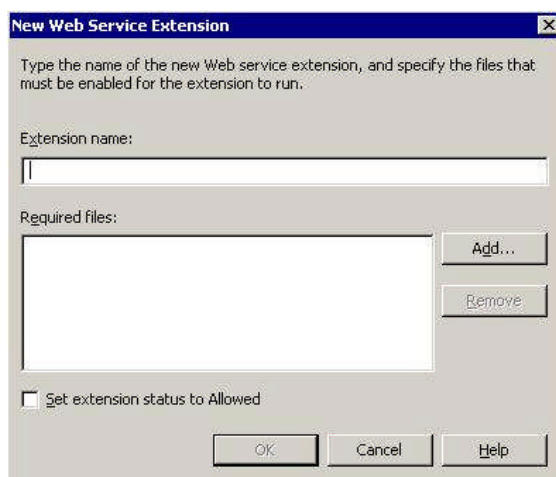 New Web Service Extension
Type the name of the new Web service extension, and specify the files that
must be enabled for the extension to run.
Extension name:
Required files:
Add...
Remove
Set extension status to Allowed
OK
Cancel
Help